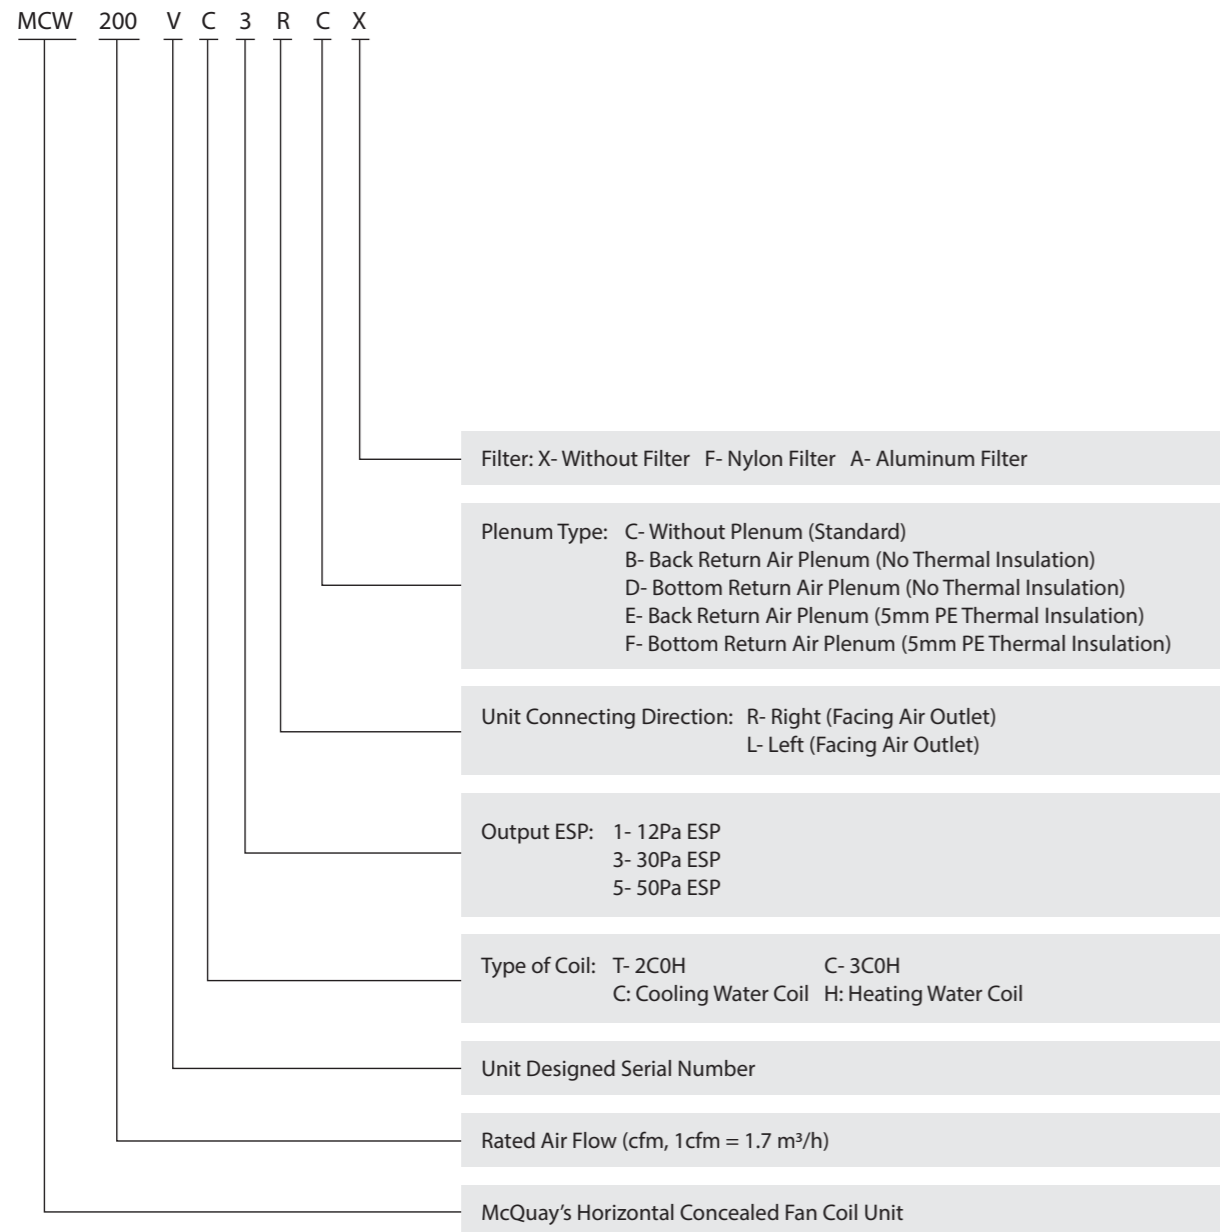 MCW 200 V C 3 R C X
Filter: X- Without Filter F- Nylon Filter A- Aluminum Filter
Plenum Type: C- Without Plenum (Standard)
B- Back Return Air Plenum (No Thermal Insulation)
D- Bottom Return Air Plenum (No Thermal Insulation)
E- Back Return Air Plenum (5mm PE Thermal Insulation)
F- Bottom Return Air Plenum (5mm PE Thermal Insulation)
Unit Connecting Direction: R- Right (Facing Air Outlet)
L- Left (Facing Air Outlet)
Output ESP: 1- 12Pa ESP
3- 30Pa ESP
5- 50Pa ESP
Type of Coil: T- 2C0H C- 3C0H
C: Cooling Water Coil H: Heating Water Coil
Unit Designed Serial Number
Rated Air Flow (cfm, 1cfm = 1.7 m³/h)
McQuay's Horizontal Concealed Fan Coil Unit